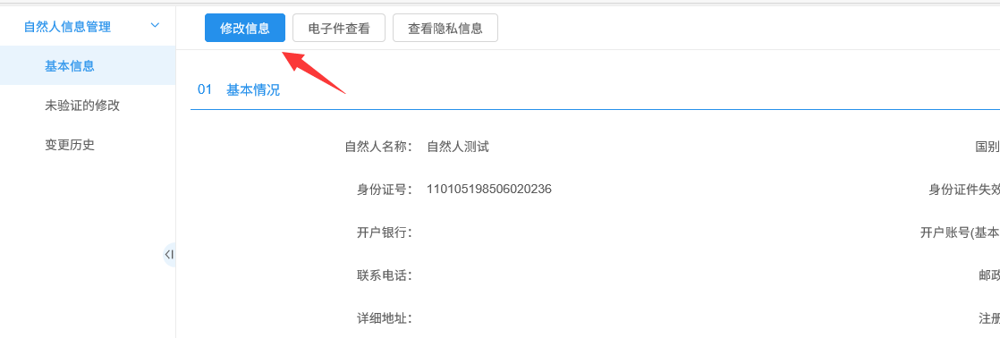 自然人信息管理
修改信息 电子件查看 查看隐私信息
基本信息
01 基本情况
未验证的修改
变更历史
自然人名称： 自然人测试 国别
身份证号： 110105198506020236 身份证件失效
开户银行： 开户账号(基本
联系电话： 邮政
详细地址： 注册